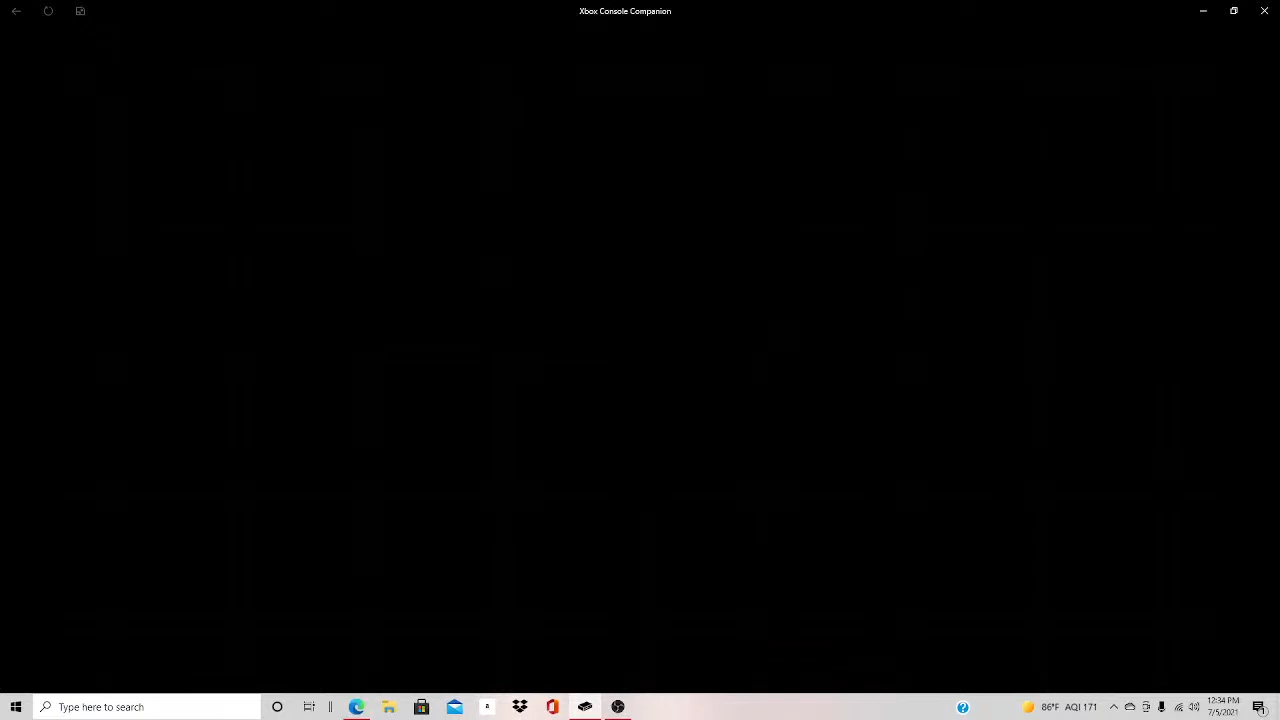 Xbox Console Companion
Type here to search
a
86°F AQI 171
12:34 PM
7/5/2021